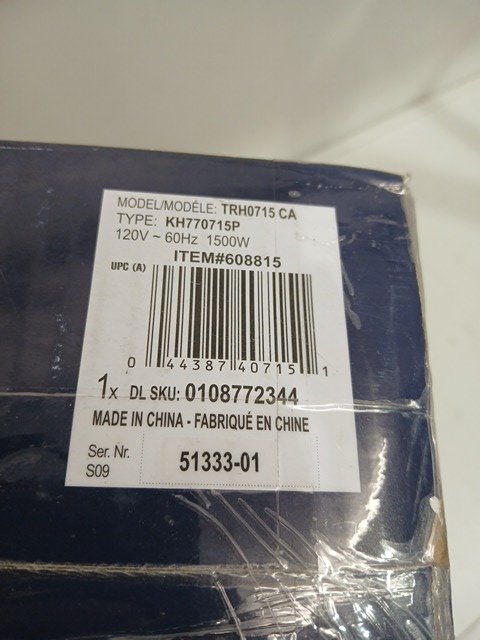 MODEL/MODÉLE: TRH0715 CA
TYPE: KH770715P
120V ~ 60Hz 1500W
ITEM#608815
UPC (A)
0 44387 40715 1
1x DL SKU: 0108772344
MADE IN CHINA - FABRIQUÉ EN CHINE
Ser. Nr. 51333-01
S09